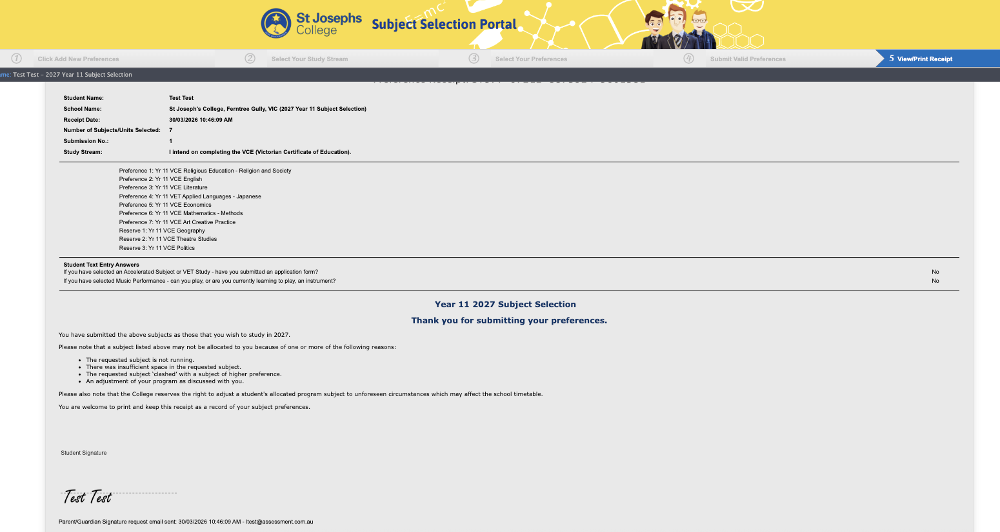 E=mc²
St Josephs
College
Subject Selection Portal
1 Click Add New Preferences
2 Select Your Study Stream
3 Select Your Preferences
4 Submit Valid Preferences
5 View/Print Receipt
ame: Test Test – 2027 Year 11 Subject Selection
Student Name: Test Test
School Name: St Joseph's College, Ferntree Gully, VIC (2027 Year 11 Subject Selection)
Receipt Date: 30/03/2026 10:46:09 AM
Number of Subjects/Units Selected: 7
Submission No.: 1
Study Stream: I intend on completing the VCE (Victorian Certificate of Education).
Preference 1: Yr 11 VCE Religious Education - Religion and Society
Preference 2: Yr 11 VCE English
Preference 3: Yr 11 VCE Literature
Preference 4: Yr 11 VET Applied Languages - Japanese
Preference 5: Yr 11 VCE Economics
Preference 6: Yr 11 VCE Mathematics - Methods
Preference 7: Yr 11 VCE Art Creative Practice
Reserve 1: Yr 11 VCE Geography
Reserve 2: Yr 11 VCE Theatre Studies
Reserve 3: Yr 11 VCE Politics
Student Text Entry Answers
If you have selected an Accelerated Subject or VET Study - have you submitted an application form? No
If you have selected Music Performance - can you play, or are you currently learning to play, an instrument? No
Year 11 2027 Subject Selection
Thank you for submitting your preferences.
You have submitted the above subjects as those that you wish to study in 2027.
Please note that a subject listed above may not be allocated to you because of one or more of the following reasons:
• The requested subject is not running.
• There was insufficient space in the requested subject.
• The requested subject ‘clashed’ with a subject of higher preference.
• An adjustment of your program as discussed with you.
Please also note that the College reserves the right to adjust a student's allocated program subject to unforeseen circumstances which may affect the school timetable.
You are welcome to print and keep this receipt as a record of your subject preferences.
Student Signature
Test Test
Parent/Guardian Signature request email sent: 30/03/2026 10:46:09 AM - ltest@assessment.com.au